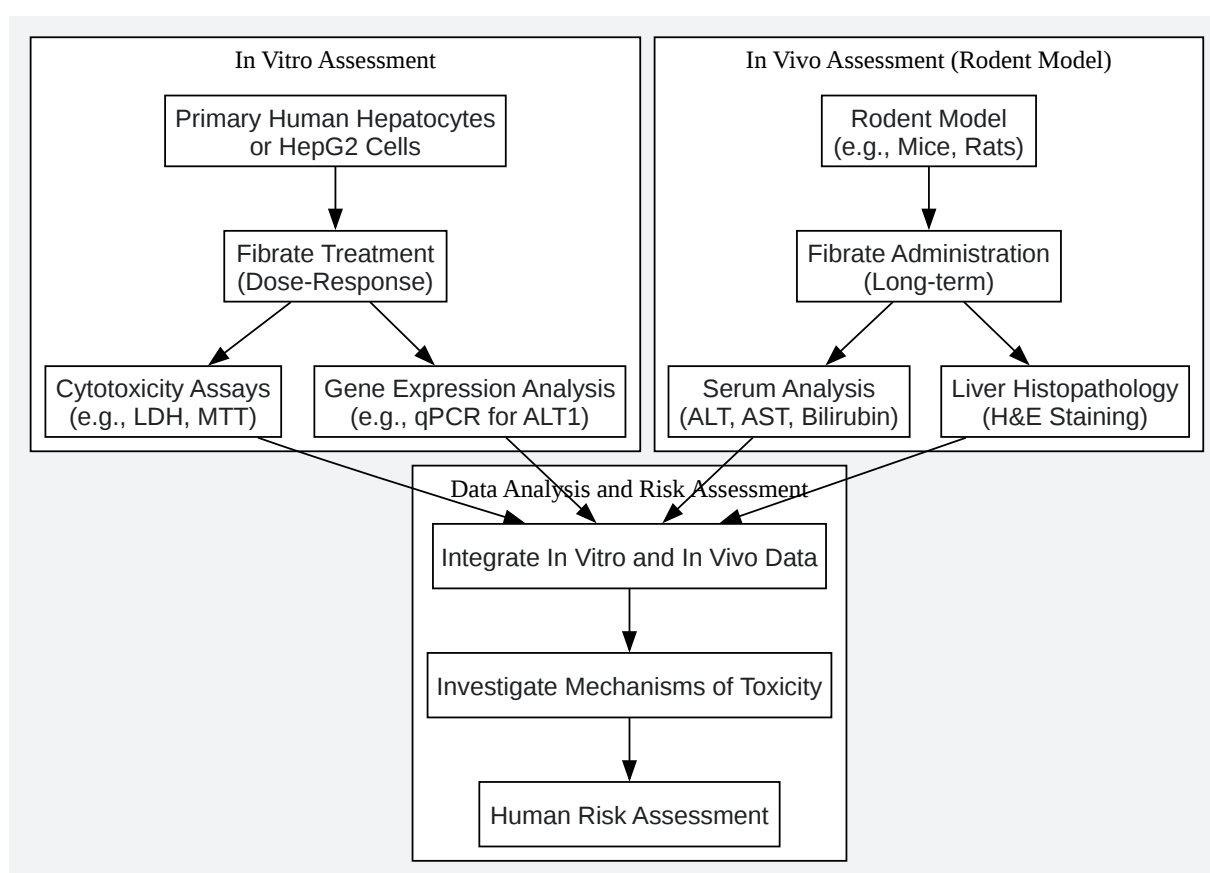 In Vitro Assessment
Primary Human Hepatocytes
or HepG2 Cells
Fibrate Treatment
(Dose-Response)
Cytotoxicity Assays
(e.g., LDH, MTT)
Gene Expression Analysis
(e.g., qPCR for ALT1)
In Vivo Assessment (Rodent Model)
Rodent Model
(e.g., Mice, Rats)
Fibrate Administration
(Long-term)
Serum Analysis
(ALT, AST, Bilirubin)
Liver Histopathology
(H&E Staining)
Data Analysis and Risk Assessment
Integrate In Vitro and In Vivo Data
Investigate Mechanisms of Toxicity
Human Risk Assessment